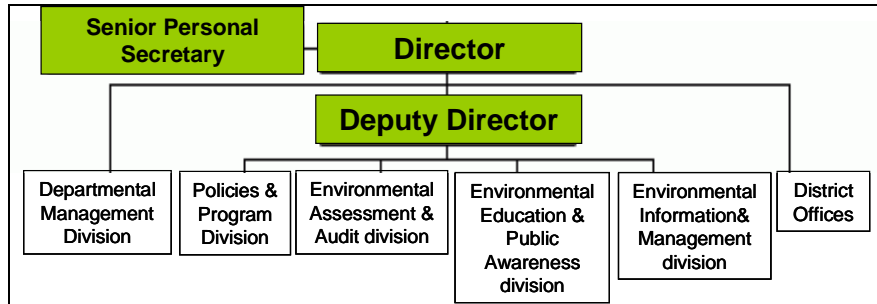 Senior Personal
Secretary
Director
Deputy Director
Departmental
Management
Division
Policies &
Program
Division
Environmental
Assessment &
Audit division
Environmental
Education &
Public
Awareness
division
Environmental
Information&
Management
division
District
Offices